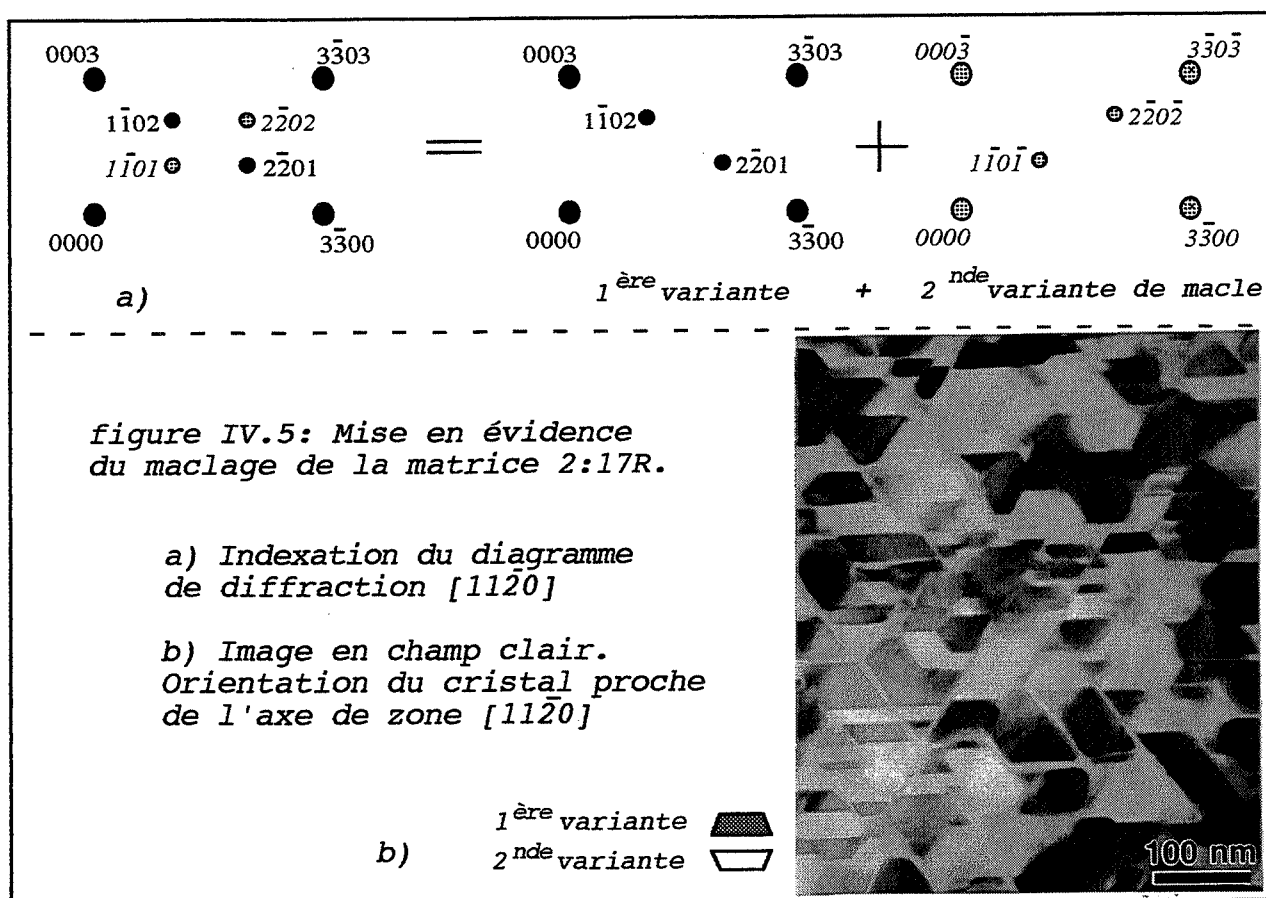 0003 33̅03 0003 33̅03 0003̅ 33̅03̅
11̅02 22̅02 11̅02 22̅02̅
11̅01 22̅01 = 22̅01 + 11̅01̅
0000 33̅00 0000 33̅00 0000 33̅00
a) 1ère variante + 2nde variante de macle
figure IV.5: Mise en évidence
du maclage de la matrice 2:17R.
a) Indexation du diagramme
de diffraction [112̅0]
b) Image en champ clair.
Orientation du cristal proche
de l'axe de zone [112̅0]
1ère variante
b) 2nde variante
100 nm